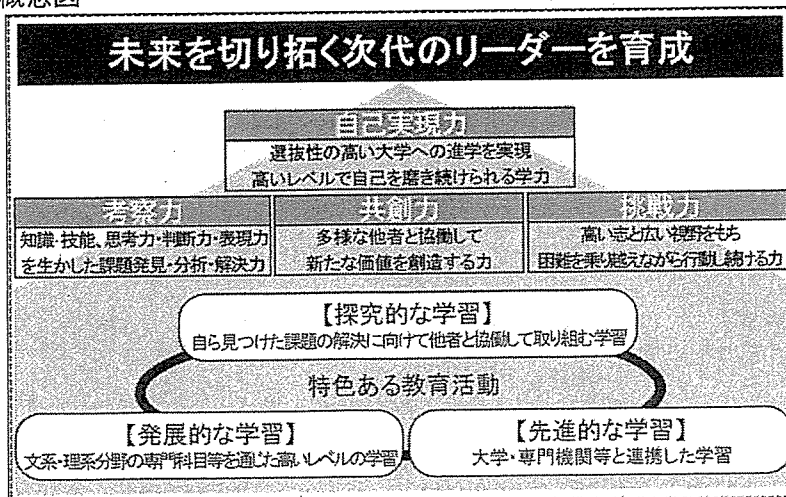 概念図
未来を切り拓く次代のリーダーを育成
自己実現力
選抜性の高い大学への進学を実現
高いレベルで自己を磨き続けられる学力
考察力
知識・技能、思考力・判断力・表現力
を生かした課題発見・分析・解決力
共創力
多様な他者と協働して
新たな価値を創造する力
挑戦力
高い志と広い視野をもち
困難を乗り越えながら行動し続ける力
【探究的な学習】
自ら見つけた課題の解決に向けて他者と協働して取り組む学習
特色ある教育活動
【発展的な学習】
文系・理系分野の専門科目等を通じた高いレベルの学習
【先進的な学習】
大学・専門機関等と連携した学習